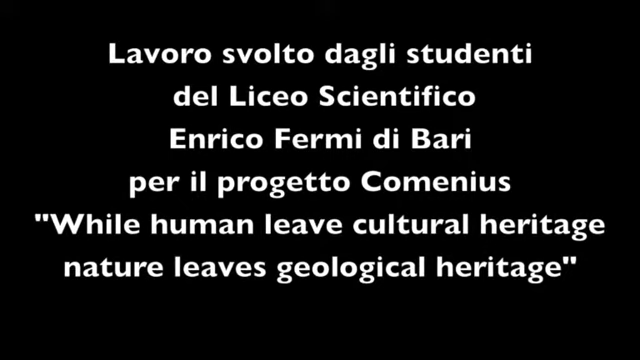 Lavoro svolto dagli studenti
del Liceo Scientifico
Enrico Fermi di Bari
per il progetto Comenius
"While human leave cultural heritage
nature leaves geological heritage"